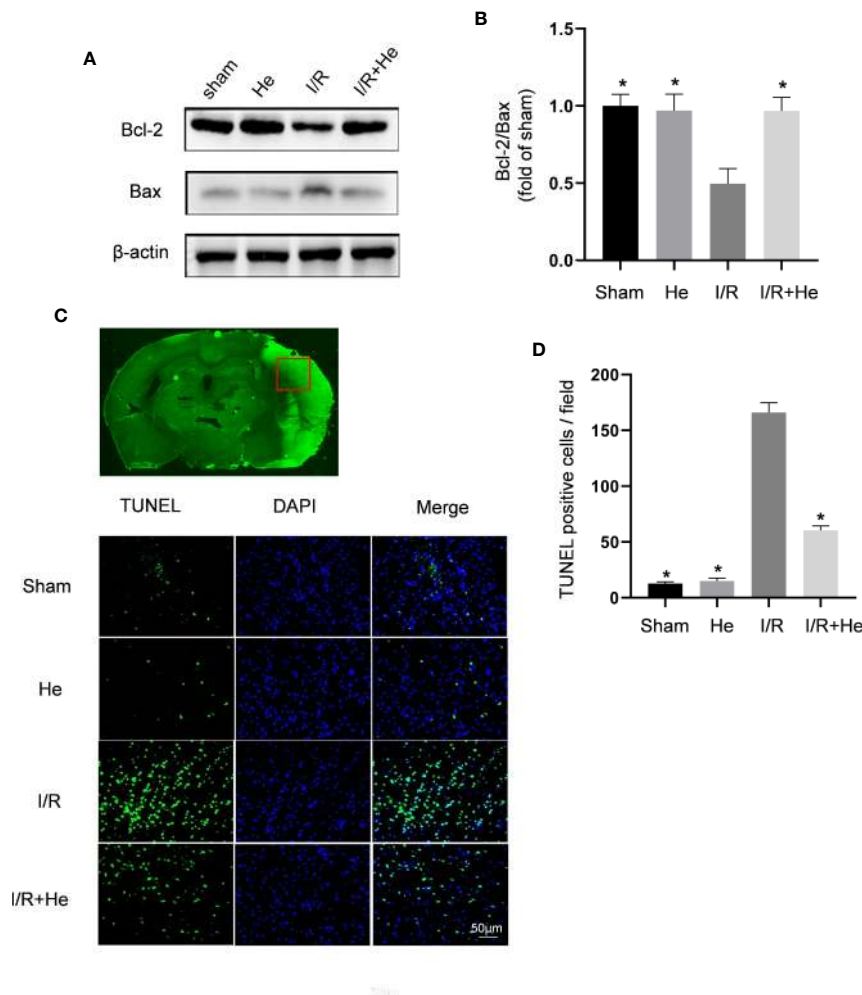 A
sham He I/R I/R+He
Bcl-2
Bax
β-actin
B
Bcl-2/Bax
(fold of sham)
1.5
1.0
0.5
0.0
* * *
Sham He I/R I/R+He
C
TUNEL DAPI Merge
Sham
He
I/R
I/R+He
50μm
D
TUNEL positive cells / field
200
150
100
50
0
* * *
Sham He I/R I/R+He